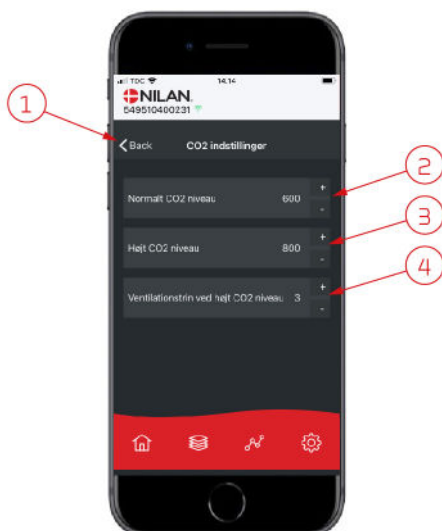 TDC 14.14
NILAN.
549510400231
Back CO2 indstillinger
Normalt CO2 niveau 600 + -
Højt CO2 niveau 800 + -
Ventilationstrin ved højt CO2 niveau 3 + -
1
2
3
4